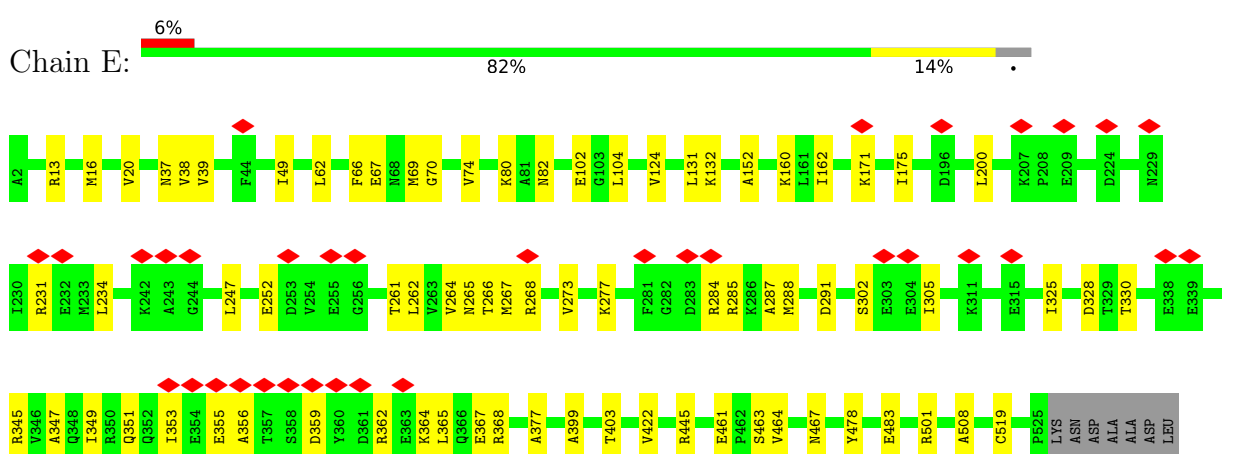 6%
Chain E:
82% 14% •
A2 R13 M16 V20 N37 V38 V39 F44 I49 L62 F66 E67 N68 M69 G70 V74 K80 A81 N82 E102 G103 L104 V124 L131 K132 A152 K160 L161 I162 K171 I175 D196 L200 K207 P208 E209 D224 N229
I230 R231 E232 M233 L234 K242 A243 G244 L247 E252 D253 V254 E255 G256 T261 L262 V263 V264 N265 T266 M267 R268 V273 K277 F281 G282 D283 R284 R285 K286 A287 M288 D291 S302 E303 E304 I305 K311 E315 I325 D328 T329 T330 E338 E339
R345 V346 A347 Q348 I349 R350 Q351 Q352 I353 E354 E355 A356 T357 S358 D359 Y360 D361 R362 E363 K364 L365 Q366 E367 R368 A377 A399 T403 V422 R445 E461 P462 S463 V464 N467 Y478 E483 R501 A508 C519 P525 LYS ASN ASP ALA ALA ASP LEU